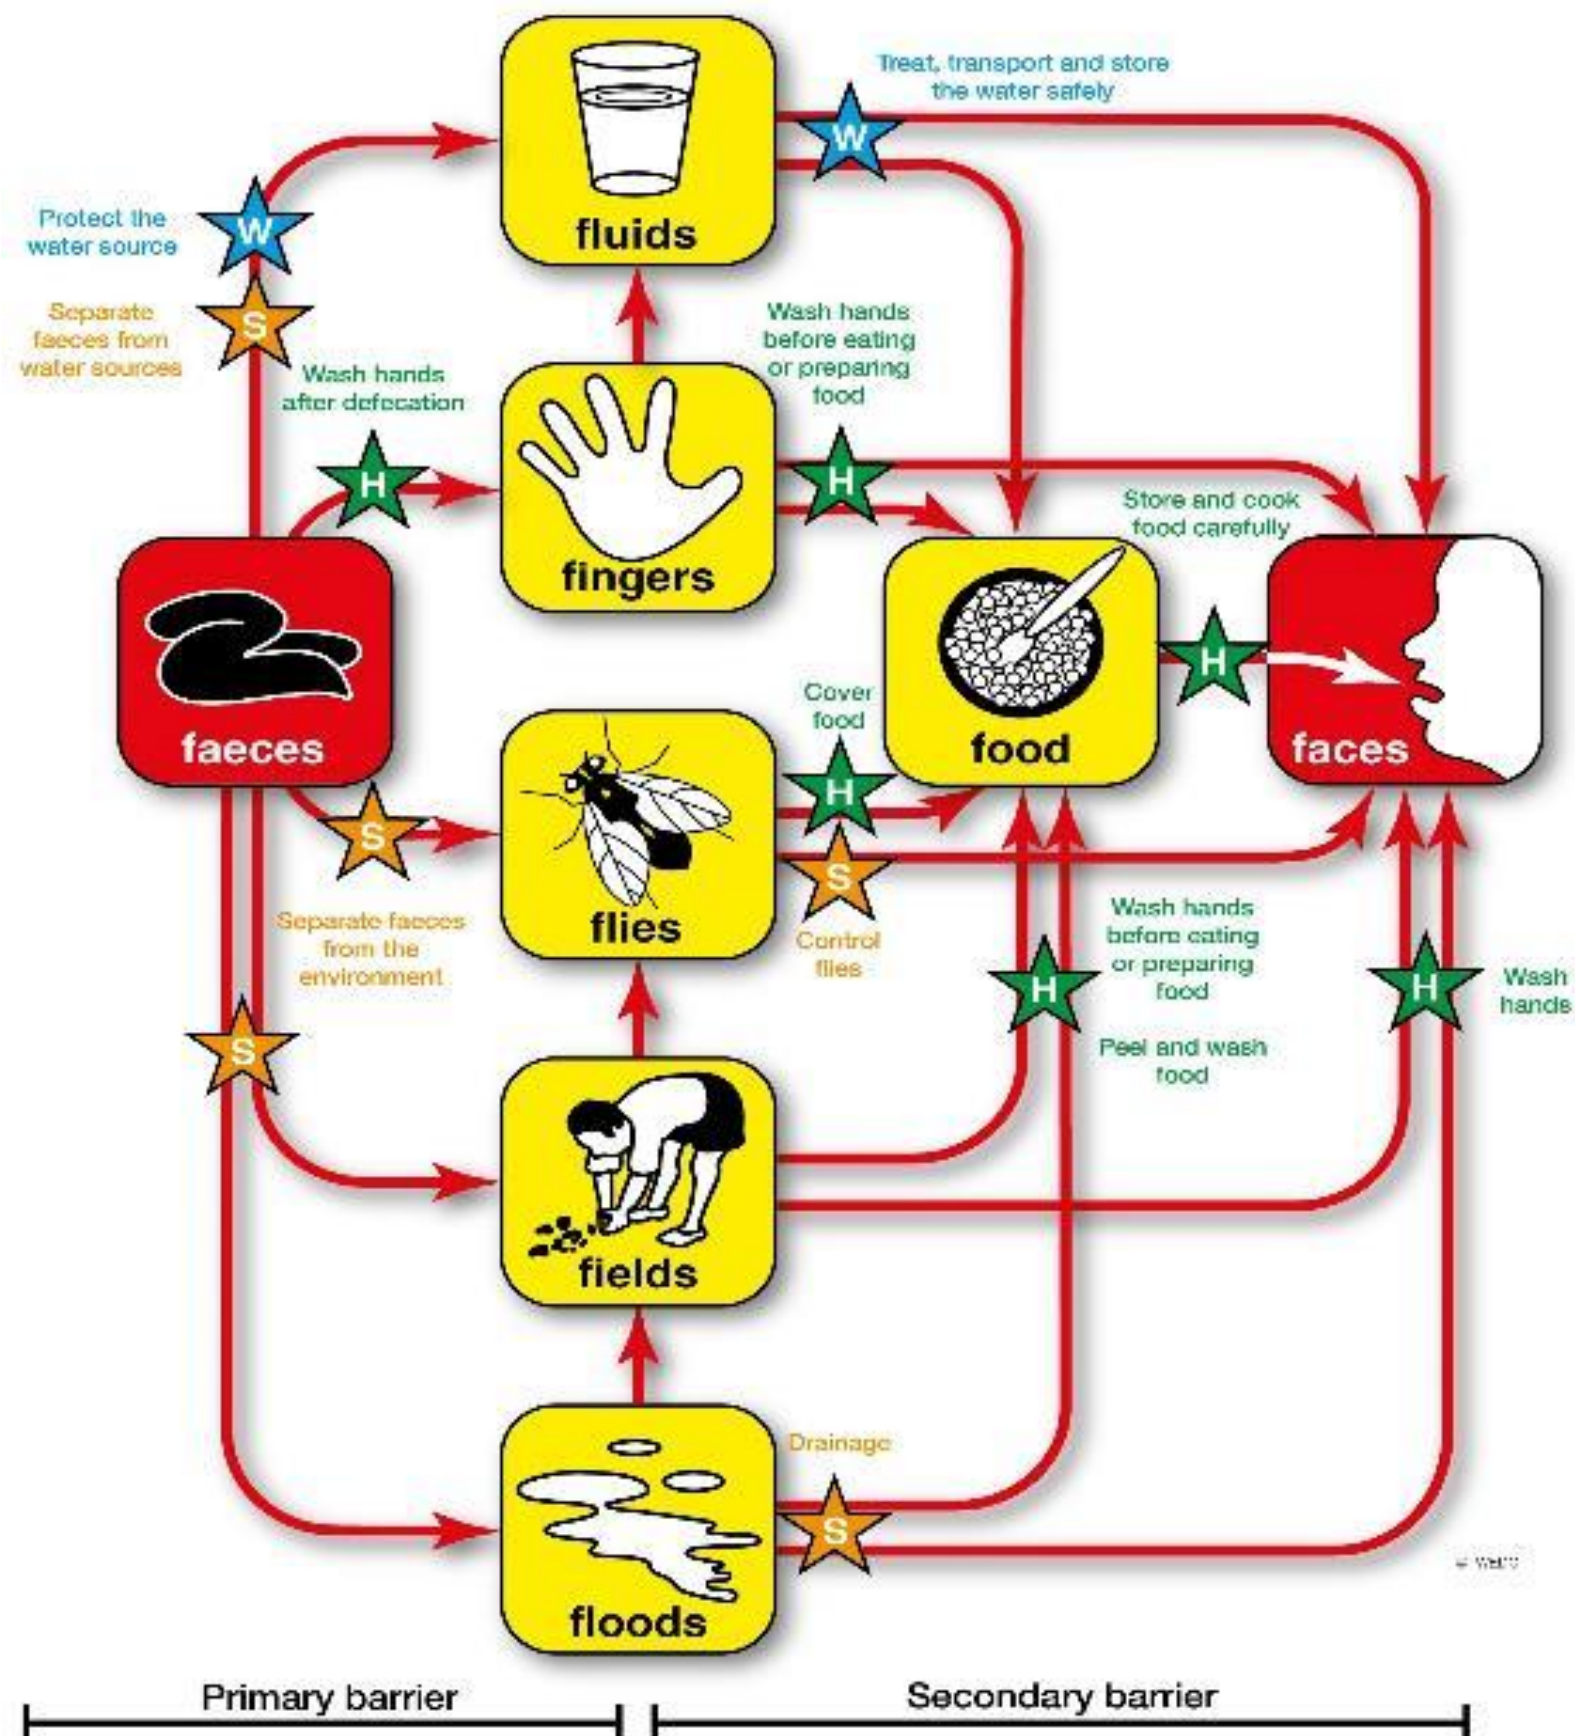 Treat, transport and store
the water safely
W
fluids
Protect the
water source
W
Separate
faeces from
water sources
S
Wash hands
after defecation
H
Wash hands
before eating
or preparing
food
H
fingers
Store and cook
food carefully
H
faeces
food
faces
Cover
food
H
S
Control
flies
flies
S
Separate faeces
from the
environment
S
Wash hands
before eating
or preparing
food
H
Peel and wash
food
H
Wash
hands
fields
Drainage
S
floods
© WEDC
Primary barrier
Secondary barrier